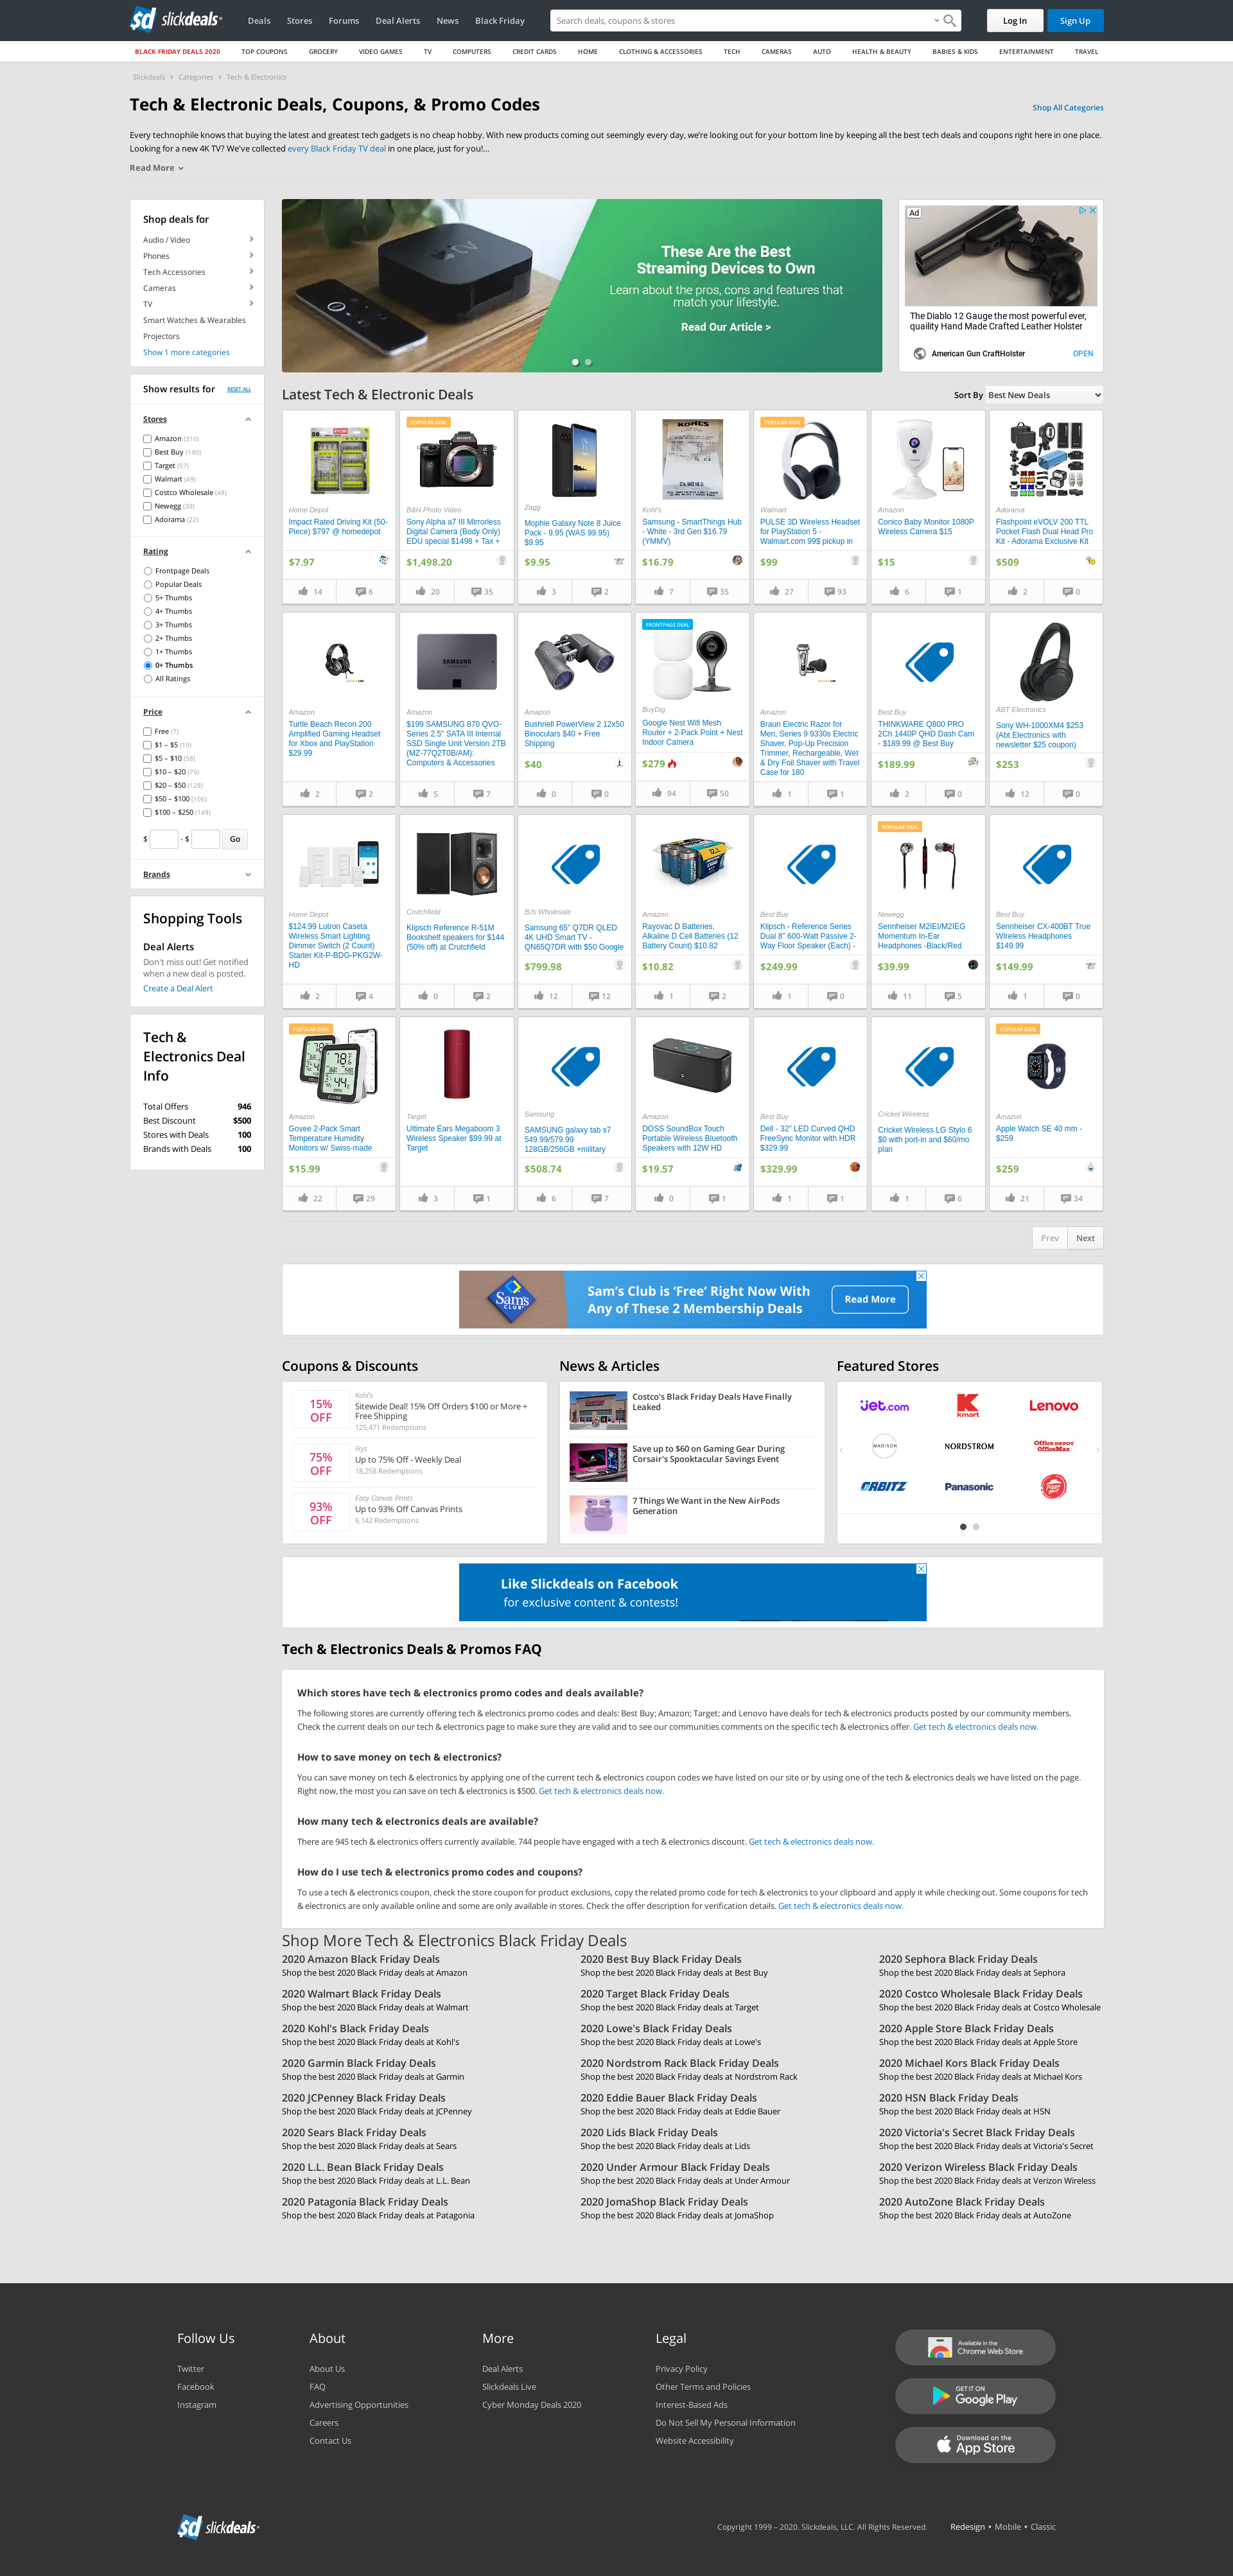 slickdeals
Deals
Stores
Forums
Deal Alerts
News
Black Friday
Search deals, coupons & stores
Log In
Sign Up
BLACK FRIDAY DEALS 2020
TOP COUPONS
GROCERY
VIDEO GAMES
TV
COMPUTERS
CREDIT CARDS
HOME
CLOTHING & ACCESSORIES
TECH
CAMERAS
AUTO
HEALTH & BEAUTY
BABIES & KIDS
ENTERTAINMENT
TRAVEL
Slickdeals > Categories > Tech & Electronics
Tech & Electronic Deals, Coupons, & Promo Codes
Shop All Categories
Every technophile knows that buying the latest and greatest tech gadgets is no cheap hobby. With new products coming out seemingly every day, we're looking out for your bottom line by keeping all the best tech deals and coupons right here in one place.
Looking for a new 4K TV? We've collected every Black Friday TV deal in one place, just for you!...
Read More
Shop deals for
Audio / Video
Phones
Tech Accessories
Cameras
TV
Smart Watches & Wearables
Projectors
Show 1 more categories
These Are the Best
Streaming Devices to Own
Learn about the pros, cons and features that
match your lifestyle.
Read Our Article >
Ad
The Diablo 12 Gauge the most powerful ever,
quaility Hand Made Crafted Leather Holster
American Gun CraftHolster
OPEN
Show results for
RESET ALL
Stores
Amazon (310)
Best Buy (140)
Target (57)
Walmart (49)
Costco Wholesale (48)
Newegg (30)
Adorama (22)
Rating
Frontpage Deals
Popular Deals
5+ Thumbs
4+ Thumbs
3+ Thumbs
2+ Thumbs
1+ Thumbs
0+ Thumbs
All Ratings
Price
Free (7)
$1 – $5 (19)
$5 – $10 (58)
$10 – $20 (79)
$20 – $50 (128)
$50 – $100 (106)
$100 – $250 (149)
$ - $ Go
Brands
Shopping Tools
Deal Alerts
Don't miss out! Get notified
when a new deal is posted.
Create a Deal Alert
Tech &
Electronics Deal
Info
Total Offers 946
Best Discount $500
Stores with Deals 100
Brands with Deals 100
Latest Tech & Electronic Deals
Sort By Best New Deals
Home Depot
Impact Rated Driving Kit (50-
Piece) $797 @ homedepot
$7.97
14 6
POPULAR DEAL
B&H Photo Video
Sony Alpha a7 III Mirrorless
Digital Camera (Body Only)
EDU special $1498 + Tax +
$1,498.20
20 35
Zagg
Mophie Galaxy Note 8 Juice
Pack - 9.95 (WAS 99.95)
$9.95
$9.95
3 2
KOHL'S
Kohl's
Samsung - SmartThings Hub
- White - 3rd Gen $16.79
(YMMV)
$16.79
7 35
POPULAR DEAL
Walmart
PULSE 3D Wireless Headset
for PlayStation 5 -
Walmart.com 99$ pickup in
$99
27 93
Amazon
Conico Baby Monitor 1080P
Wireless Camera $15
$15
6 1
Adorama
Flashpoint eVOLV 200 TTL
Pocket Flash Dual Head Pro
Kit - Adorama Exclusive Kit
$509
2 0
Amazon
Turtle Beach Recon 200
Amplified Gaming Headset
for Xbox and PlayStation
$29.99
2 2
SAMSUNG
Amazon
$199 SAMSUNG 870 QVO-
Series 2.5" SATA III Internal
SSD Single Unit Version 2TB
(MZ-77Q2T0B/AM):
Computers & Accessories
5 7
Amazon
Bushnell PowerView 2 12x50
Binoculars $40 + Free
Shipping
$40
0 0
FRONTPAGE DEAL
BuyDig
Google Nest Wifi Mesh
Router + 2-Pack Point + Nest
Indoor Camera
$279
94 50
Amazon
Braun Electric Razor for
Men, Series 9 9330s Electric
Shaver, Pop-Up Precision
Trimmer, Rechargeable, Wet
& Dry Foil Shaver with Travel
Case for 180
1 1
Best Buy
THINKWARE Q800 PRO
2Ch 1440P QHD Dash Cam
- $189.99 @ Best Buy
$189.99
2 0
ABT Electronics
Sony WH-1000XM4 $253
(Abt Electronics with
newsletter $25 coupon)
$253
12 0
Home Depot
$124.99 Lutron Caseta
Wireless Smart Lighting
Dimmer Switch (2 Count)
Starter Kit-P-BDG-PKG2W-
HD
2 4
Crutchfield
Klipsch Reference R-51M
Bookshelf speakers for $144
(50% off) at Crutchfield
0 2
BJs Wholesale
Samsung 65" Q7DR QLED
4K UHD Smart TV -
QN65Q7DR with $50 Google
$799.98
12 12
Amazon
Rayovac D Batteries,
Alkaline D Cell Batteries (12
Battery Count) $10.82
$10.82
1 2
Best Buy
Klipsch - Reference Series
Dual 8" 600-Watt Passive 2-
Way Floor Speaker (Each) -
$249.99
1 0
POPULAR DEAL
Newegg
Sennheiser M2IEI/M2IEG
Momentum In-Ear
Headphones -Black/Red
$39.99
11 5
Best Buy
Sennheiser CX-400BT True
WIreless Headphones
$149.99
$149.99
1 0
POPULAR DEAL
Amazon
Govee 2-Pack Smart
Temperature Humidity
Monitors w/ Swiss-made
$15.99
22 29
Target
Ultimate Ears Megaboom 3
Wireless Speaker $99.99 at
Target
3 1
Samsung
SAMSUNG galaxy tab s7
549.99/579.99
128GB/256GB +military
$508.74
6 7
Amazon
DOSS SoundBox Touch
Portable Wireless Bluetooth
Speakers with 12W HD
$19.57
0 1
Best Buy
Dell - 32" LED Curved QHD
FreeSync Monitor with HDR
$329.99
$329.99
1 1
Cricket Wireless
Cricket Wireless LG Stylo 6
$0 with port-in and $60/mo
plan
1 6
POPULAR DEAL
Amazon
Apple Watch SE 40 mm -
$259
$259
21 34
Prev
Next
Sam's CLUB
Sam's Club is 'Free' Right Now With
Any of These 2 Membership Deals
Read More
Coupons & Discounts
15%
OFF
Kohl's
Sitewide Deal! 15% Off Orders $100 or More +
Free Shipping
125,471 Redemptions
75%
OFF
Frys
Up to 75% Off - Weekly Deal
18,258 Redemptions
93%
OFF
Easy Canvas Prints
Up to 93% Off Canvas Prints
6,142 Redemptions
News & Articles
Costco's Black Friday Deals Have Finally
Leaked
Save up to $60 on Gaming Gear During
Corsair's Spooktacular Savings Event
7 Things We Want in the New AirPods
Generation
Featured Stores
jet.com
kmart
Lenovo
MADISON
NORDSTROM
Office DEPOT
OfficeMax
ORBITZ
Panasonic
Pizza Hut
Like Slickdeals on Facebook
for exclusive content & contests!
Tech & Electronics Deals & Promos FAQ
Which stores have tech & electronics promo codes and deals available?
The following stores are currently offering tech & electronics promo codes and deals: Best Buy; Amazon; Target; and Lenovo have deals for tech & electronics products posted by our community members.
Check the current deals on our tech & electronics page to make sure they are valid and to see our communities comments on the specific tech & electronics offer. Get tech & electronics deals now.
How to save money on tech & electronics?
You can save money on tech & electronics by applying one of the current tech & electronics coupon codes we have listed on our site or by using one of the tech & electronics deals we have listed on the page.
Right now, the most you can save on tech & electronics is $500. Get tech & electronics deals now.
How many tech & electronics deals are available?
There are 945 tech & electronics offers currently available. 744 people have engaged with a tech & electronics discount. Get tech & electronics deals now.
How do I use tech & electronics promo codes and coupons?
To use a tech & electronics coupon, check the store coupon for product exclusions, copy the related promo code for tech & electronics to your clipboard and apply it while checking out. Some coupons for tech
& electronics are only available online and some are only available in stores. Check the offer description for verification details. Get tech & electronics deals now.
Shop More Tech & Electronics Black Friday Deals
2020 Amazon Black Friday Deals
Shop the best 2020 Black Friday deals at Amazon
2020 Best Buy Black Friday Deals
Shop the best 2020 Black Friday deals at Best Buy
2020 Sephora Black Friday Deals
Shop the best 2020 Black Friday deals at Sephora
2020 Walmart Black Friday Deals
Shop the best 2020 Black Friday deals at Walmart
2020 Target Black Friday Deals
Shop the best 2020 Black Friday deals at Target
2020 Costco Wholesale Black Friday Deals
Shop the best 2020 Black Friday deals at Costco Wholesale
2020 Kohl's Black Friday Deals
Shop the best 2020 Black Friday deals at Kohl's
2020 Lowe's Black Friday Deals
Shop the best 2020 Black Friday deals at Lowe's
2020 Apple Store Black Friday Deals
Shop the best 2020 Black Friday deals at Apple Store
2020 Garmin Black Friday Deals
Shop the best 2020 Black Friday deals at Garmin
2020 Nordstrom Rack Black Friday Deals
Shop the best 2020 Black Friday deals at Nordstrom Rack
2020 Michael Kors Black Friday Deals
Shop the best 2020 Black Friday deals at Michael Kors
2020 JCPenney Black Friday Deals
Shop the best 2020 Black Friday deals at JCPenney
2020 Eddie Bauer Black Friday Deals
Shop the best 2020 Black Friday deals at Eddie Bauer
2020 HSN Black Friday Deals
Shop the best 2020 Black Friday deals at HSN
2020 Sears Black Friday Deals
Shop the best 2020 Black Friday deals at Sears
2020 Lids Black Friday Deals
Shop the best 2020 Black Friday deals at Lids
2020 Victoria's Secret Black Friday Deals
Shop the best 2020 Black Friday deals at Victoria's Secret
2020 L.L. Bean Black Friday Deals
Shop the best 2020 Black Friday deals at L.L. Bean
2020 Under Armour Black Friday Deals
Shop the best 2020 Black Friday deals at Under Armour
2020 Verizon Wireless Black Friday Deals
Shop the best 2020 Black Friday deals at Verizon Wireless
2020 Patagonia Black Friday Deals
Shop the best 2020 Black Friday deals at Patagonia
2020 JomaShop Black Friday Deals
Shop the best 2020 Black Friday deals at JomaShop
2020 AutoZone Black Friday Deals
Shop the best 2020 Black Friday deals at AutoZone
Follow Us
Twitter
Facebook
Instagram
About
About Us
FAQ
Advertising Opportunities
Careers
Contact Us
More
Deal Alerts
Slickdeals Live
Cyber Monday Deals 2020
Legal
Privacy Policy
Other Terms and Policies
Interest-Based Ads
Do Not Sell My Personal Information
Website Accessibility
Available in the
Chrome Web Store
GET IT ON
Google Play
Download on the
App Store
slickdeals
Copyright 1999 – 2020. Slickdeals, LLC. All Rights Reserved.
Redesign • Mobile • Classic